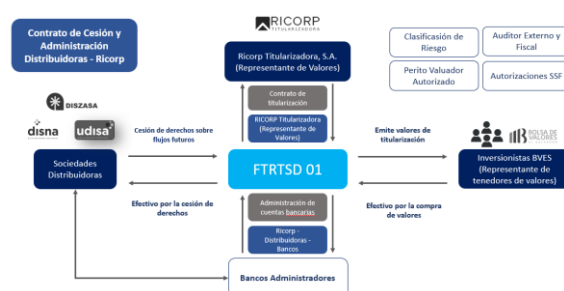 Contrato de Cesión y
Administración
Distribuidoras - Ricorp
RICORP
TITULARIZADORA
Ricorp Titularizadora, S.A.
(Representante de Valores)
Clasificasión de
Riesgo
Auditor Externo y
Fiscal
Perito Valuador
Autorizado
Autorizaciones SSF
Contrato de
titularización
RICORP Titularizadora
(Representante de
Valores)
DISZASA
disna
udisa
Cesión de derechos sobre
flujos futuros
Emite valores de
titularización
BOLSA DE
VALORES
Sociedades
Distribuidoras
FTRTSD 01
Inversionistas BVES
(Representante de
tenedores de valores)
Efectivo por la cesión de
derechos
Efectivo por la compra
de valores
Administración de
cuentas bancarias
Ricorp -
Distribuidoras -
Bancos
Bancos Administradores